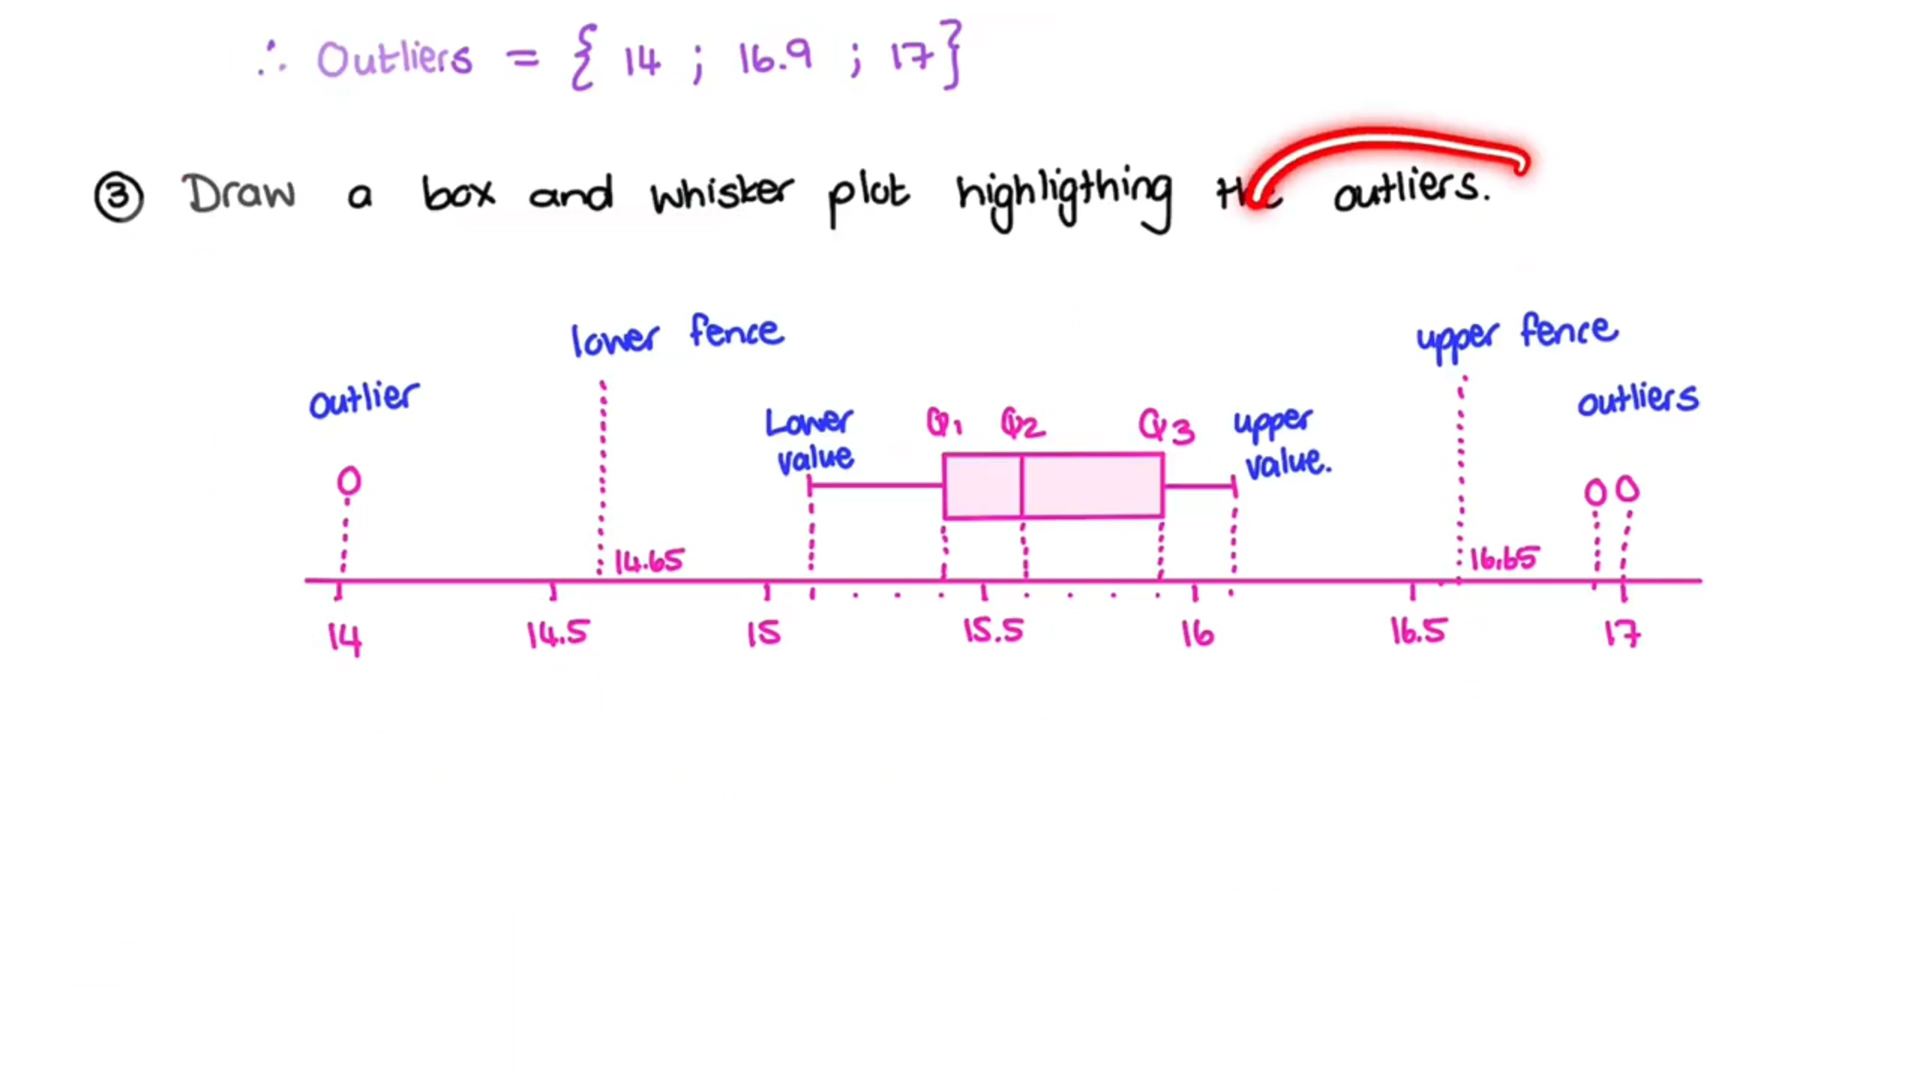 ∴ Outliers = { 14 ; 16.9 ; 17}
③ Draw a box and whisker plot highligthing the outliers.
lower fence
upper fence
outlier
outliers
Lower value
Q1 Q2 Q3
upper value.
14.65
16.65
14 14.5 15 15.5 16 16.5 17